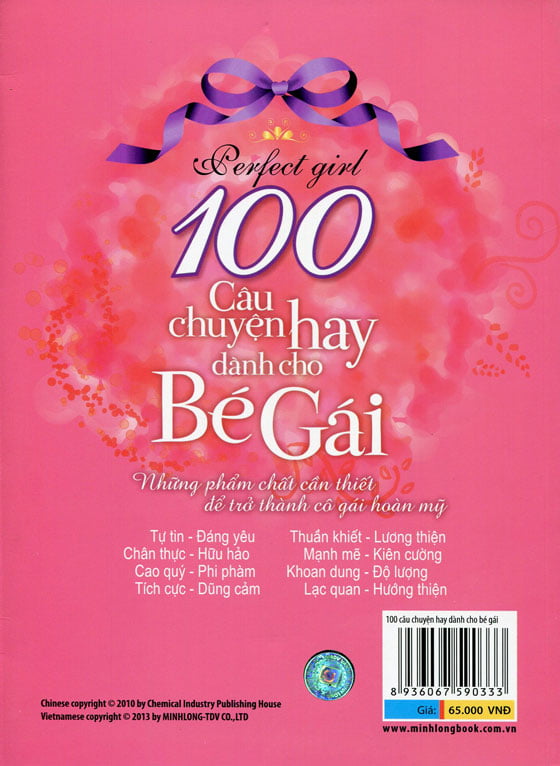 Perfect girl
100
Câu
chuyện hay
dành cho
Bé Gái
Những phẩm chất cần thiết
để trở thành cô gái hoàn mỹ
Tự tin - Đáng yêu
Chân thực - Hữu hảo
Cao quý - Phi phàm
Tích cực - Dũng cảm
Thuần khiết - Lương thiện
Mạnh mẽ - Kiên cường
Khoan dung - Độ lượng
Lạc quan - Hướng thiện
100 câu chuyện hay dành cho bé gái
8 936067 590333
Giá: 65.000 VNĐ
www.minhlongbook.com.vn
Chinese copyright © 2010 by Chemical Industry Publishing House
Vietnamese copyright © 2013 by MINHLONG-TDV CO.,LTD